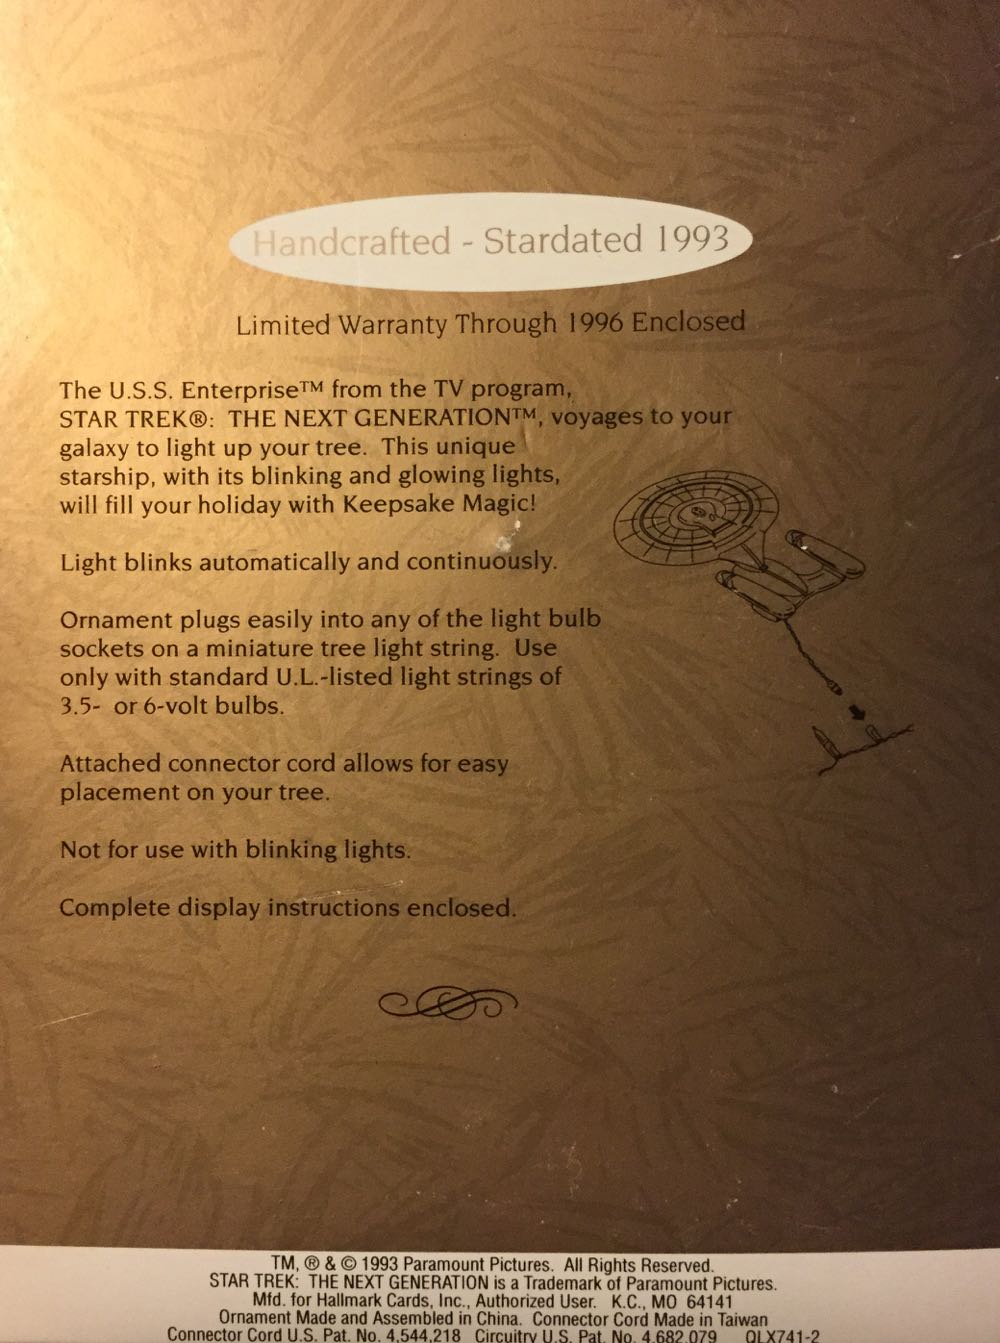 Handcrafted - Stardated 1993
Limited Warranty Through 1996 Enclosed
The U.S.S. Enterprise™ from the TV program,
STAR TREK®: THE NEXT GENERATION™, voyages to your
galaxy to light up your tree. This unique
starship, with its blinking and glowing lights,
will fill your holiday with Keepsake Magic!
Light blinks automatically and continuously.
Ornament plugs easily into any of the light bulb
sockets on a miniature tree light string. Use
only with standard U.L.-listed light strings of
3.5- or 6-volt bulbs.
Attached connector cord allows for easy
placement on your tree.
Not for use with blinking lights.
Complete display instructions enclosed.
TM, ® & © 1993 Paramount Pictures. All Rights Reserved.
STAR TREK: THE NEXT GENERATION is a Trademark of Paramount Pictures.
Mfd. for Hallmark Cards, Inc., Authorized User. K.C., MO 64141
Ornament Made and Assembled in China. Connector Cord Made in Taiwan
Connector Cord U.S. Pat. No. 4,544,218 Circuitry U.S. Pat. No. 4,682,079 QLX741-2